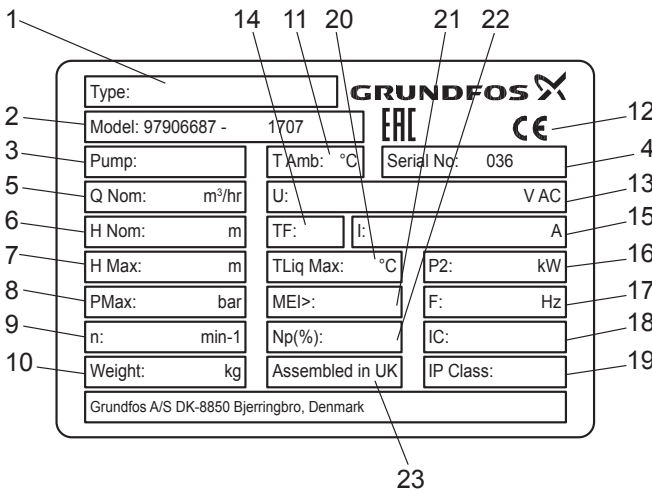 1 14 11 20 21 22
Type: GRUNDFOS
2 Model: 97906687 - 1707 EAC CE 12
3 Pump: T Amb: °C Serial No: 036 4
5 Q Nom: m³/hr U: V AC 13
6 H Nom: m TF: I: A 15
7 H Max: m TLiq Max: °C P2: kW 16
8 PMax: bar MEI>: F: Hz 17
9 n: min-1 Np(%): IC: 18
10 Weight: kg Assembled in UK IP Class: 19
Grundfos A/S DK-8850 Bjerringbro, Denmark
23